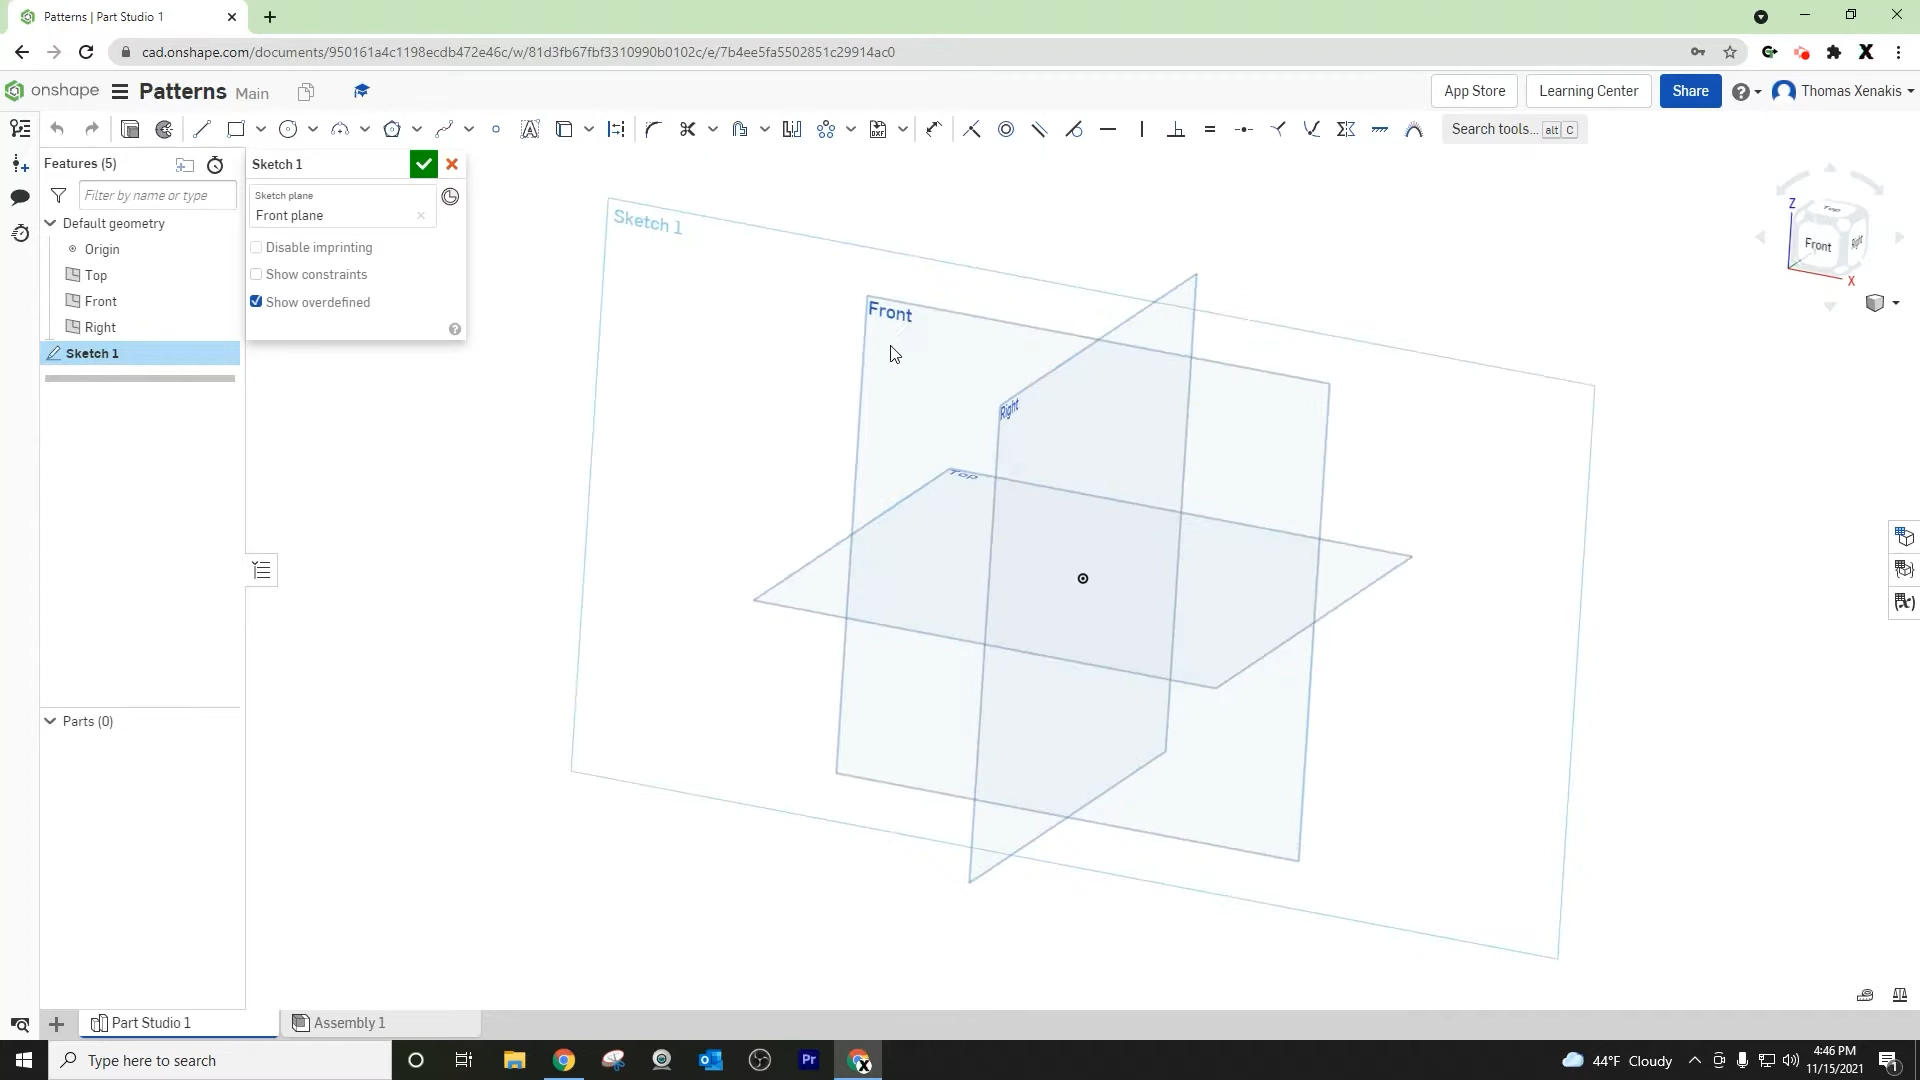 Patterns | Part Studio 1
cad.onshape.com/documents/950161a4c1198ecdb472e46c/w/81d3fb67fbf3310990b0102c/e/7b4ee5fa5502851c29914ac0
onshape
Patterns Main
App Store
Learning Center
Share
Thomas Xenakis
Search tools... alt C
Features (5)
Filter by name or type
Default geometry
Origin
Top
Front
Right
Sketch 1
Parts (0)
Sketch 1
Sketch plane
Front plane
Disable imprinting
Show constraints
Show overdefined
Sketch 1
Front
Right
Top
Z
Top
Front
Right
X
Part Studio 1
Assembly 1
Type here to search
Pr
44°F Cloudy
4:46 PM
11/15/2021
1